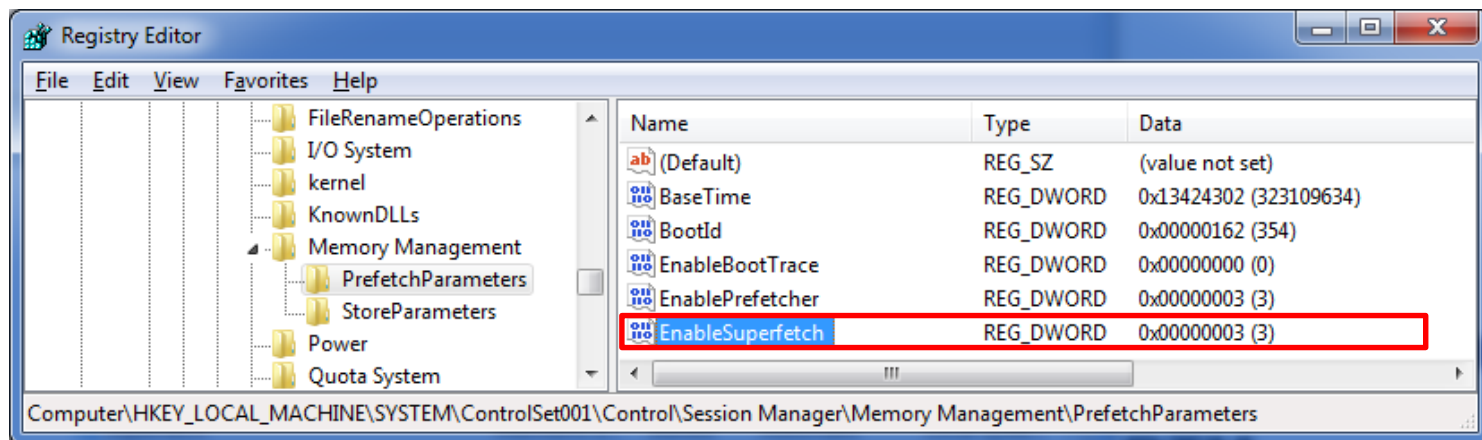 Registry Editor
File Edit View Favorites Help
FileRenameOperations
I/O System
kernel
KnownDLLs
Memory Management
PrefetchParameters
StoreParameters
Power
Quota System
Name Type Data
(Default) REG_SZ (value not set)
BaseTime REG_DWORD 0x13424302 (323109634)
BootId REG_DWORD 0x00000162 (354)
EnableBootTrace REG_DWORD 0x00000000 (0)
EnablePrefetcher REG_DWORD 0x00000003 (3)
EnableSuperfetch REG_DWORD 0x00000003 (3)
Computer\HKEY_LOCAL_MACHINE\SYSTEM\ControlSet001\Control\Session Manager\Memory Management\PrefetchParameters